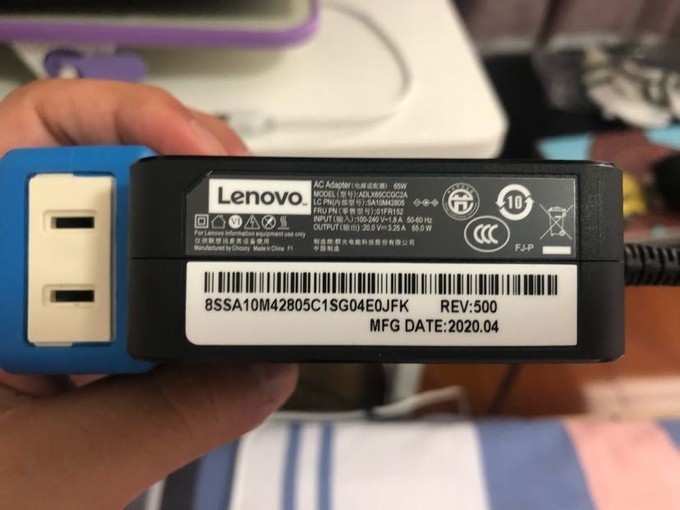 Lenovo
AC Adapter(电源适配器) 65W
MODEL (型号):ADLX65CCGC2A
LC PN(内部型号):SA10M42805
FRU PN (零售型号):01FR152
INPUT(输入):100-240 V~1.8 A 50-60 Hz
OUTPUT(输出):20.0 V⎓3.25 A 65.0 W
VI
10
CCC
For Lenovo information equipment use only
仅供联想信息类设备使用
Manufactured by Chicony Made in China F1
制造商:群光电能科技股份有限公司
中国制造
FJ-P
8SSA10M42805C1SG04E0JFK REV:500
MFG DATE:2020.04